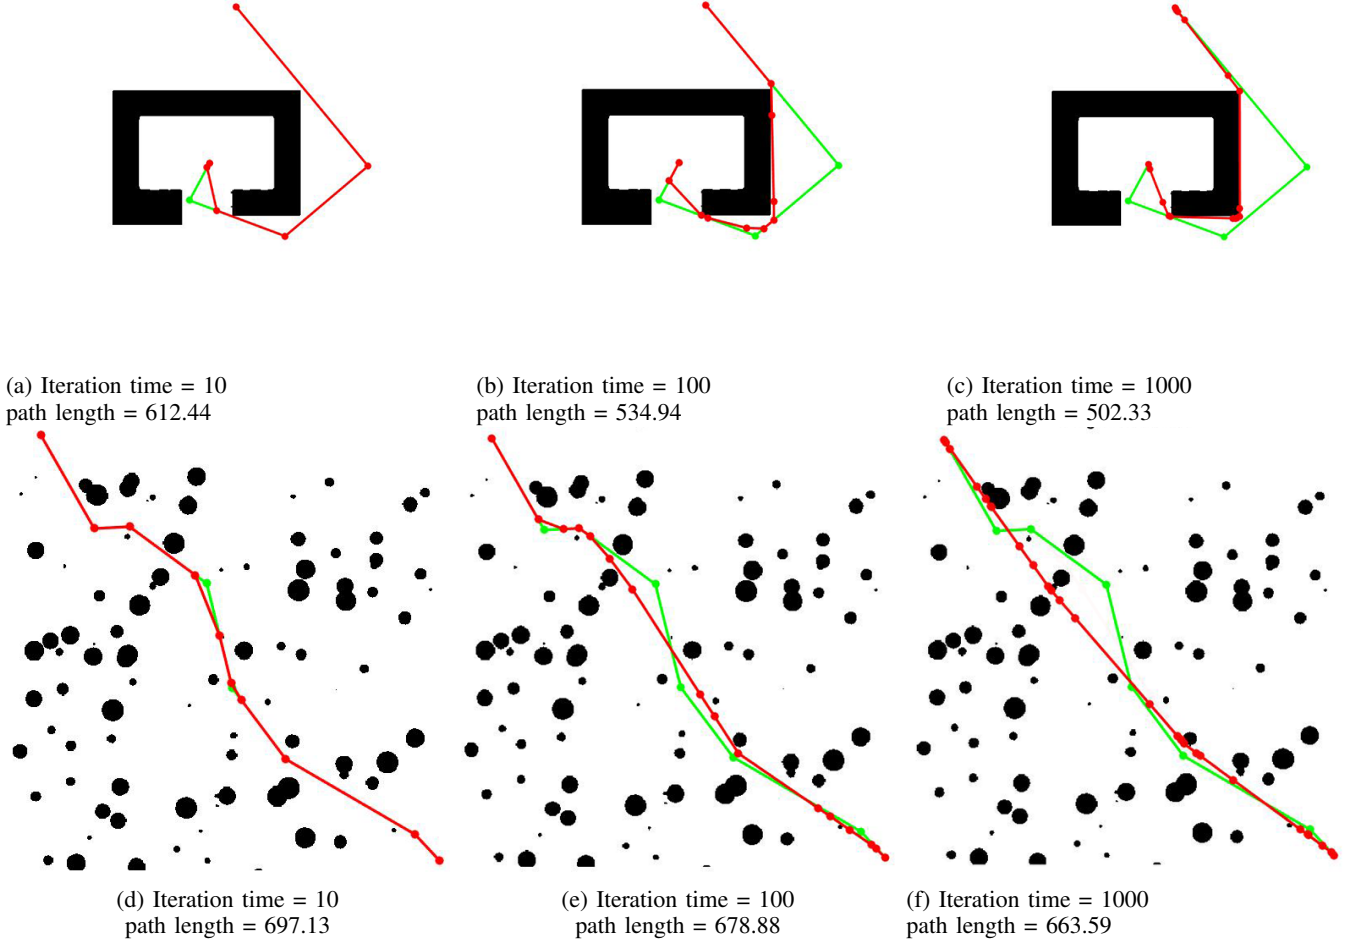 (a) Iteration time = 10
path length = 612.44
(b) Iteration time = 100
path length = 534.94
(c) Iteration time = 1000
path length = 502.33
(d) Iteration time = 10
path length = 697.13
(e) Iteration time = 100
path length = 678.88
(f) Iteration time = 1000
path length = 663.59